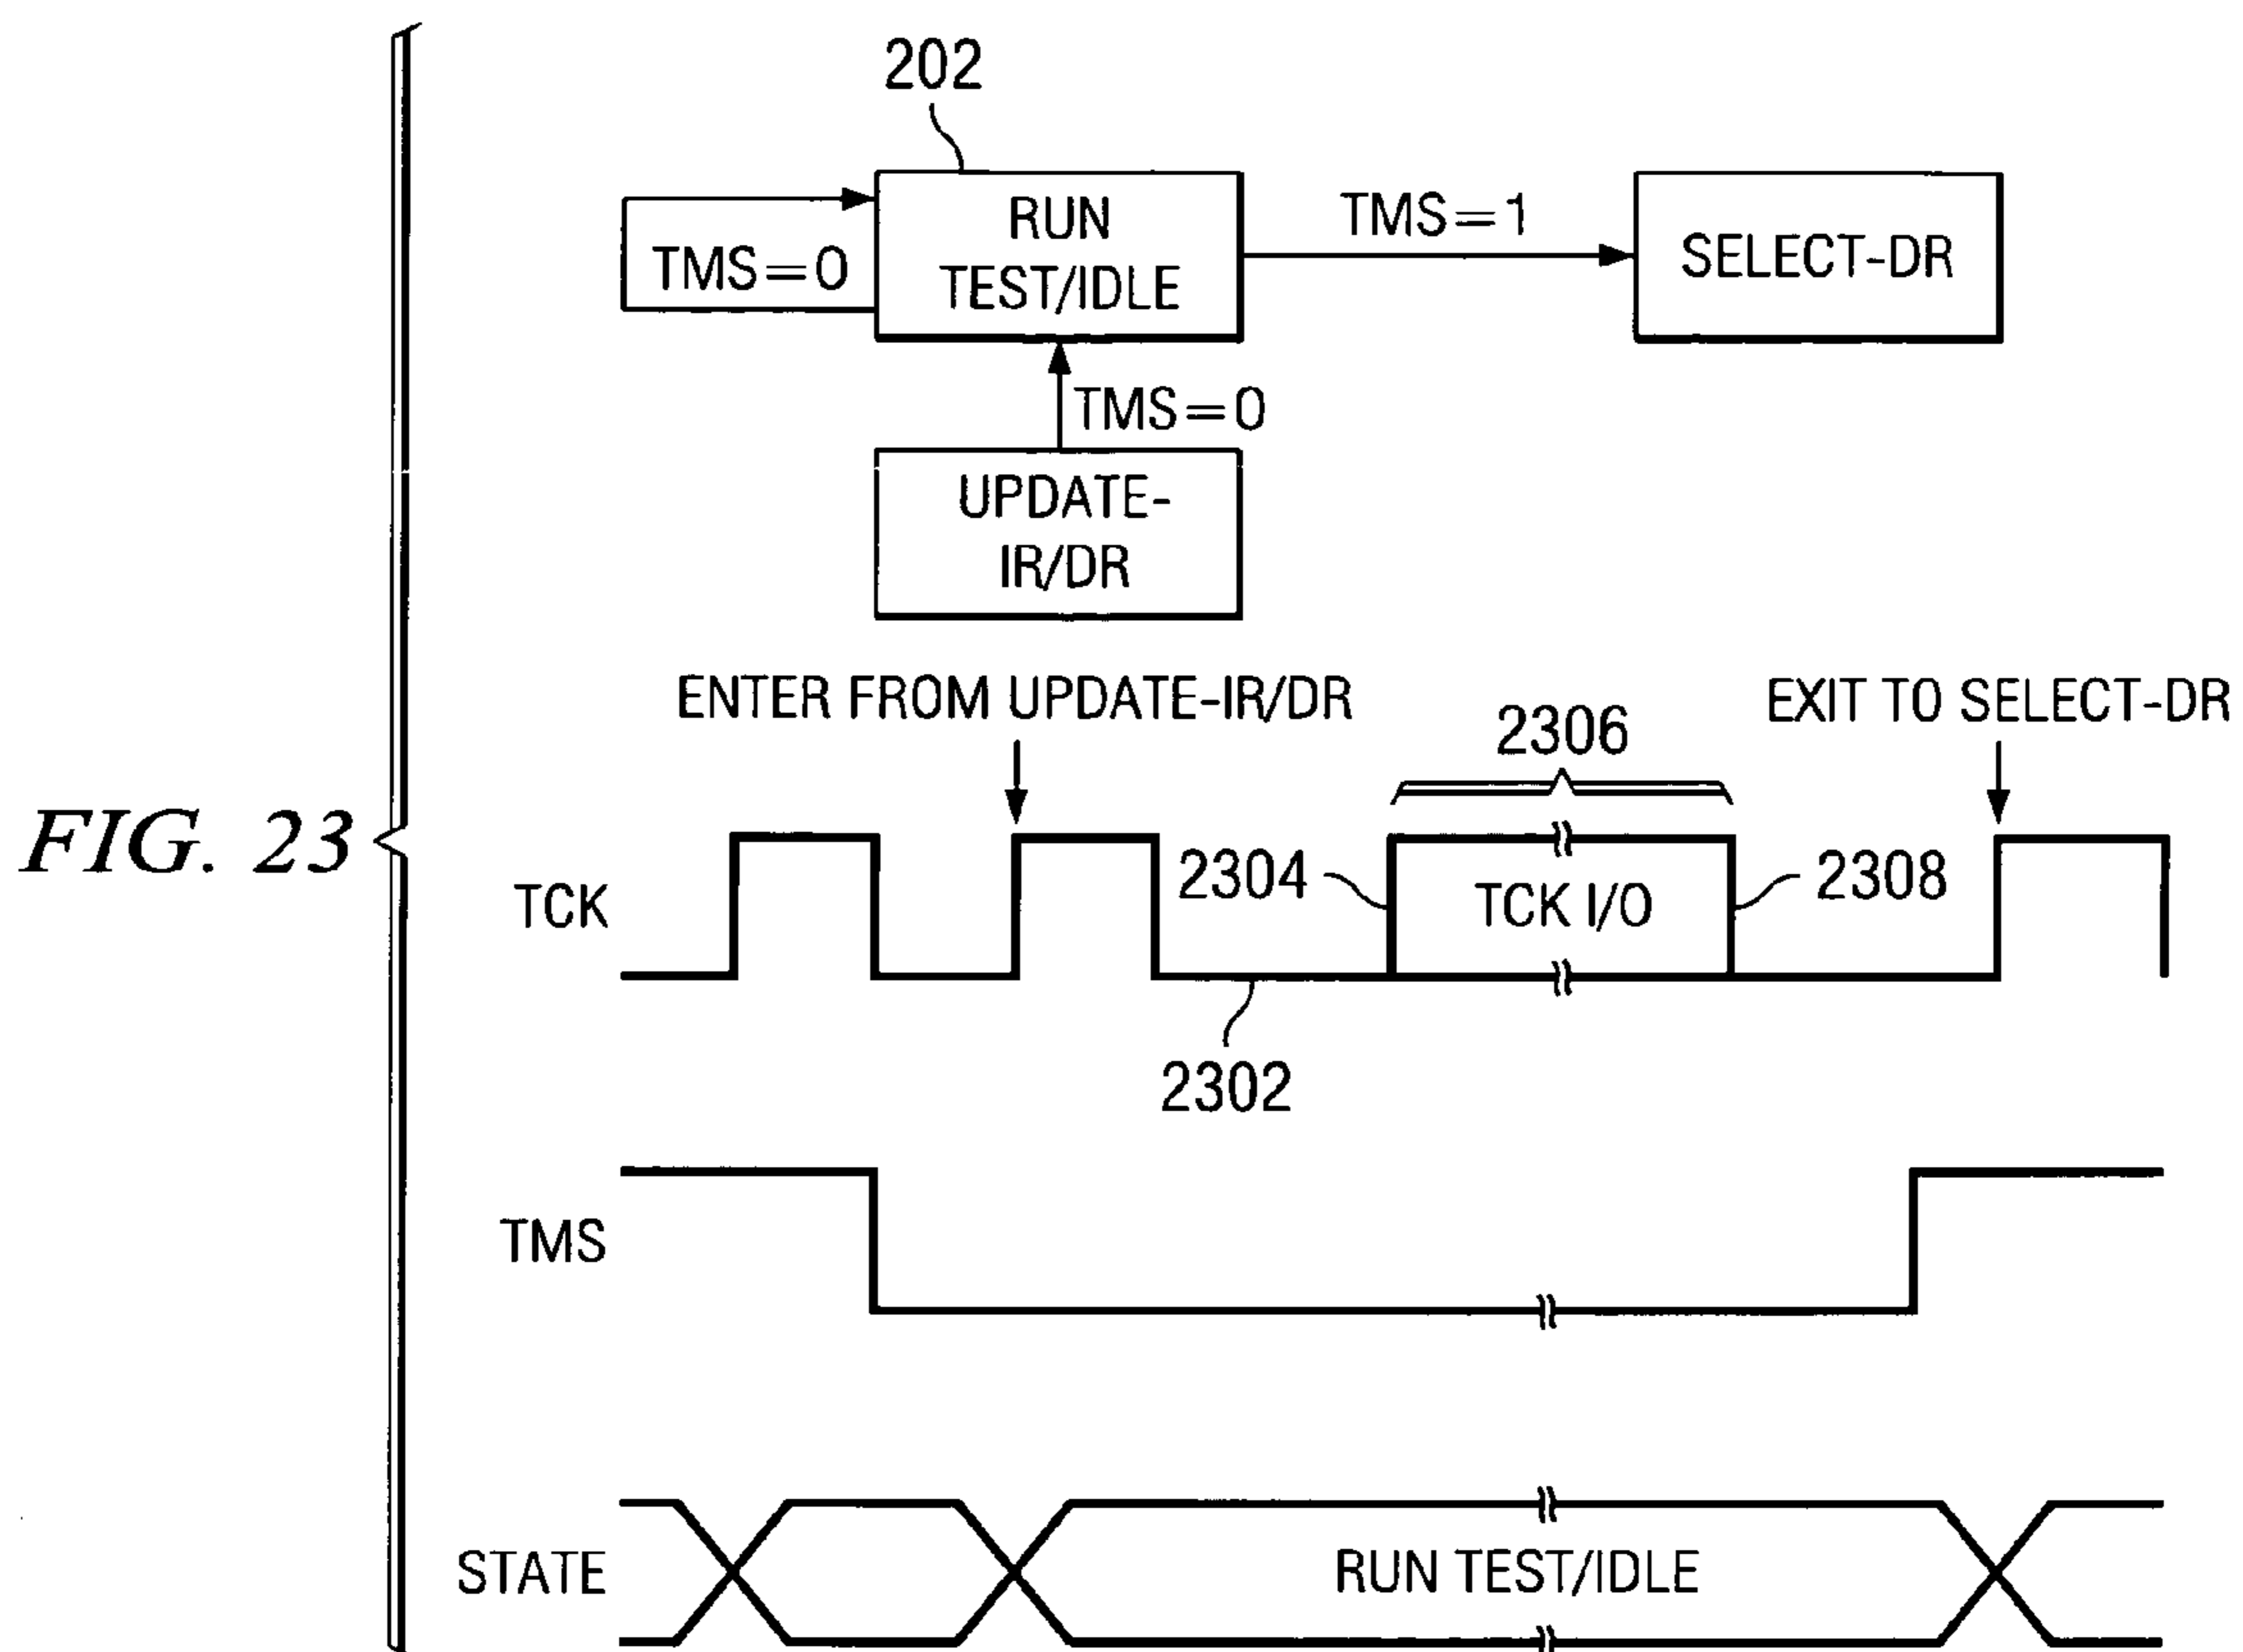 202
RUN
TEST/IDLE
TMS=0
TMS=1
SELECT-DR
TMS=0
UPDATE-
IR/DR
ENTER FROM UPDATE-IR/DR
EXIT TO SELECT-DR
2306
FIG. 23
TCK
2304
TCK I/O
2308
2302
TMS
STATE
RUN TEST/IDLE